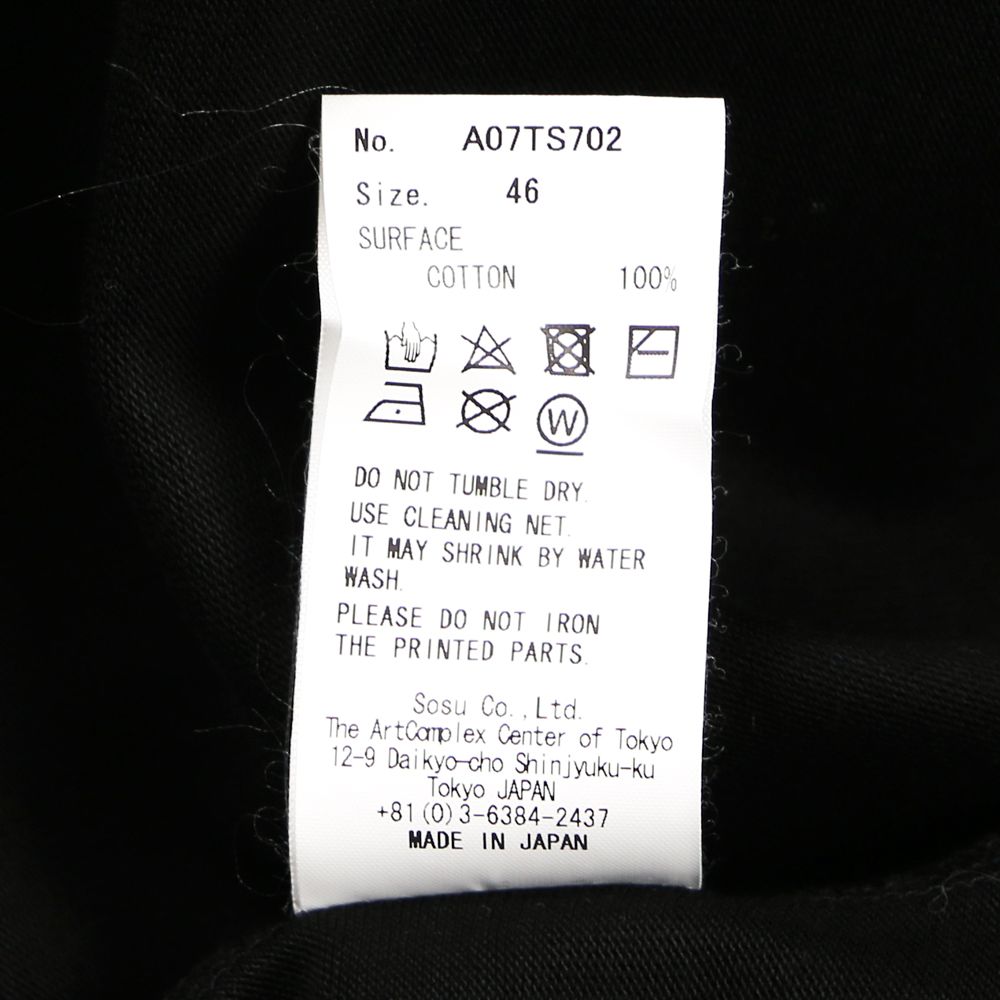 No. A07TS702
Size. 46
SURFACE
COTTON 100%
W
DO NOT TUMBLE DRY.
USE CLEANING NET.
IT MAY SHRINK BY WATER
WASH.
PLEASE DO NOT IRON
THE PRINTED PARTS.
Sosu Co.,Ltd.
The ArtComplex Center of Tokyo
12-9 Daikyo-cho Shinjyuku-ku
Tokyo JAPAN
+81(0)3-6384-2437
MADE IN JAPAN